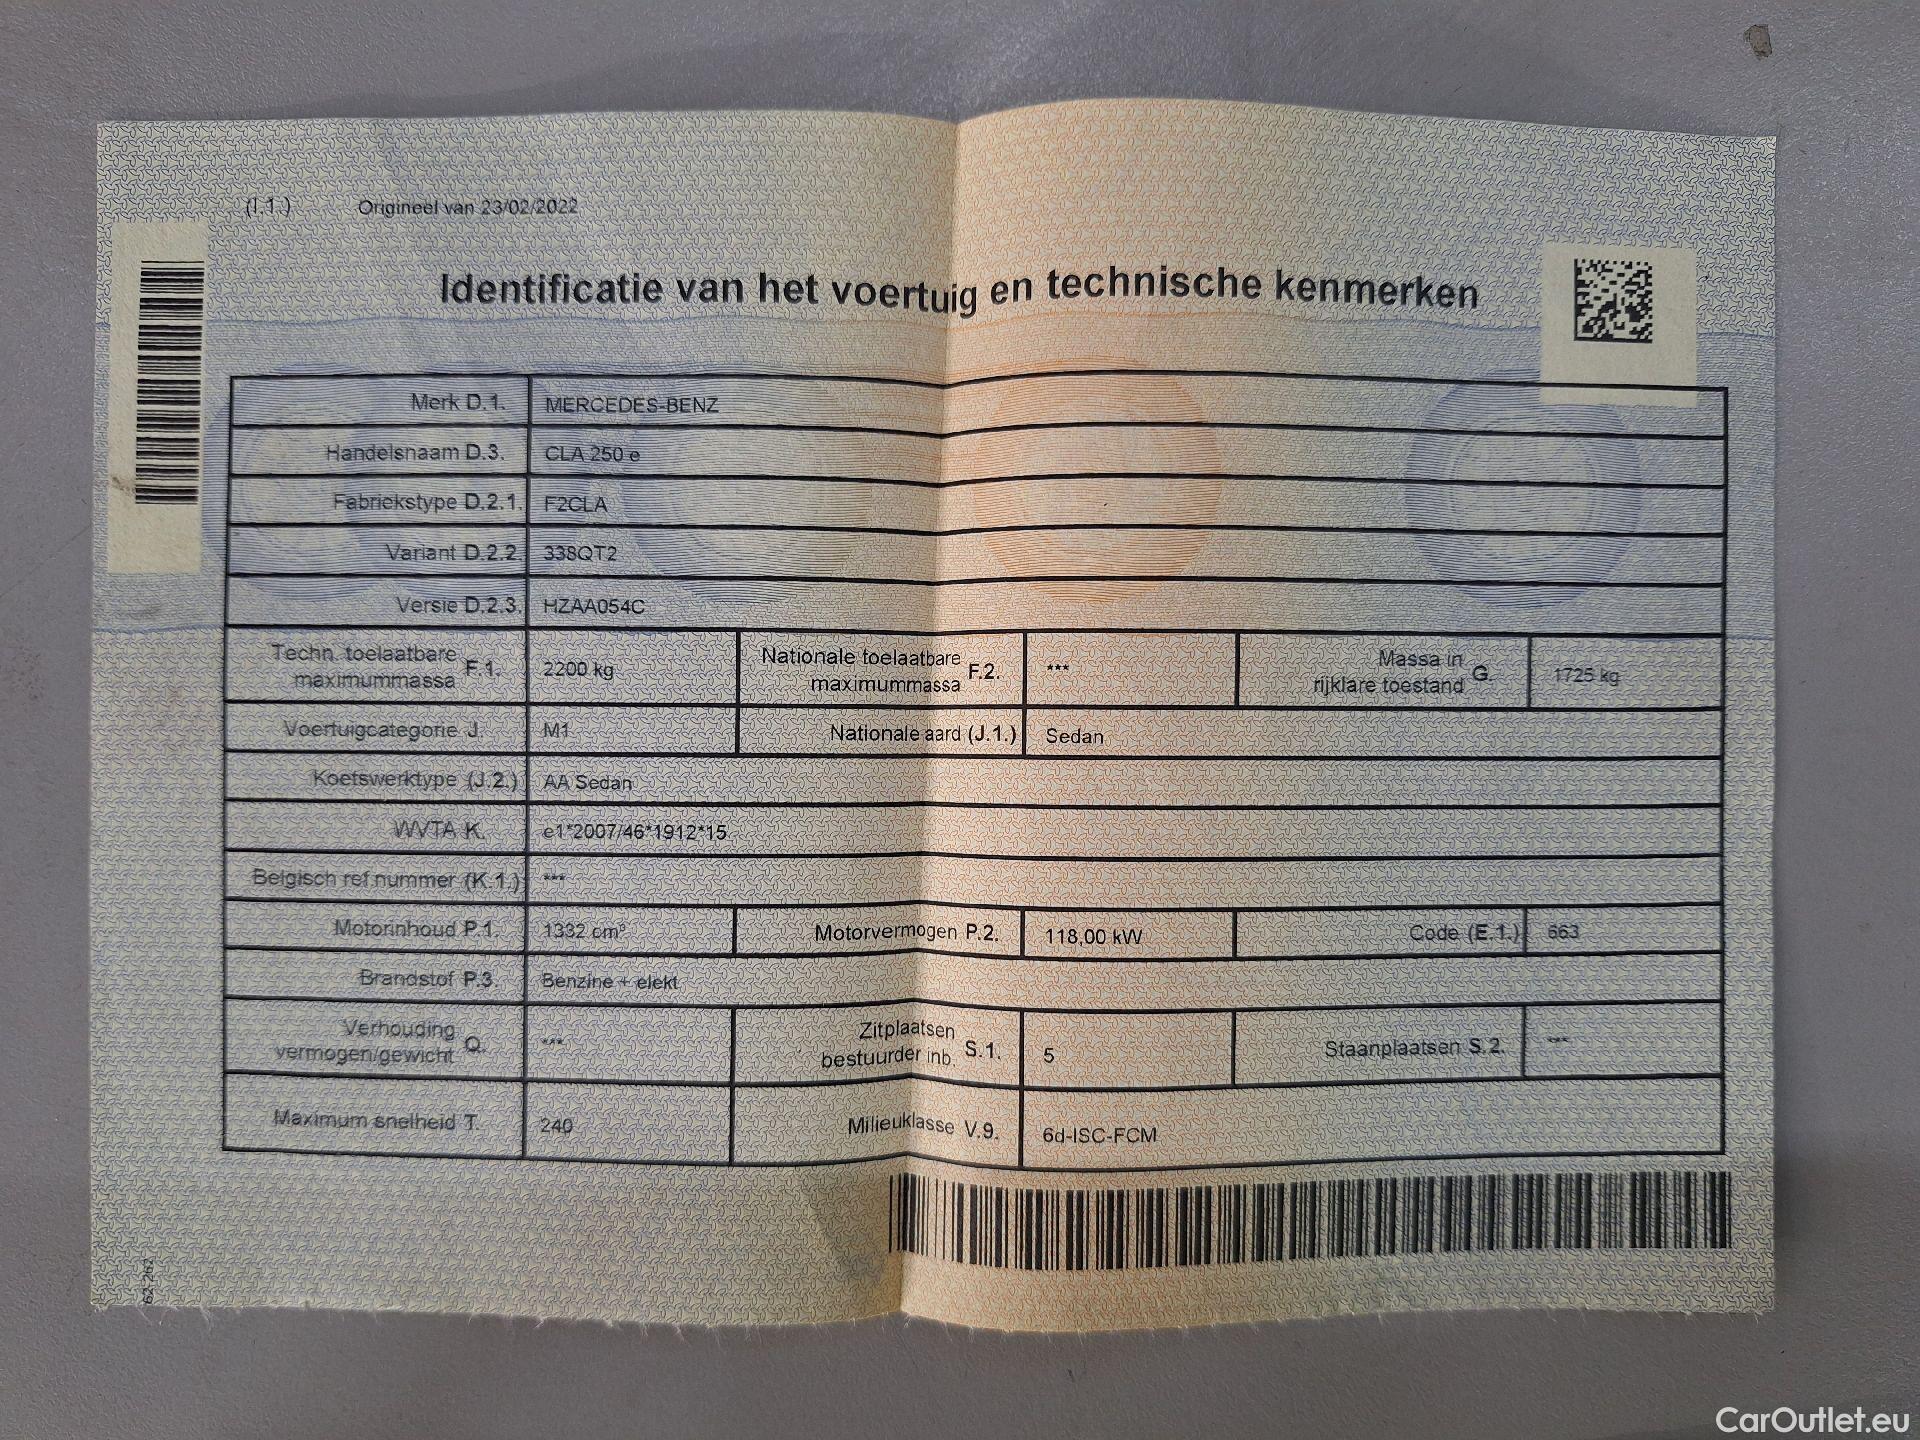 (I.1.) Origineel van 23/02/2022
Identificatie van het voertuig en technische kenmerken
Merk D.1. MERCEDES-BENZ
Handelsnaam D.3. CLA 250 e
Fabriekstype D.2.1. F2CLA
Variant D.2.2. 338QT2
Versie D.2.3. HZAA054C
Techn. toelaatbare maximummassa F.1. 2200 kg Nationale toelaatbare maximummassa F.2. *** Massa in rijklare toestand G. 1725 kg
Voertuigcategorie J. M1 Nationale aard (J.1.) Sedan
Koetswerktype (J.2.) AA Sedan
WVTA K. e1*2007/46*1912*15
Belgisch ref.nummer (K.1.) ***
Motorinhoud P.1. 1332 cm³ Motorvermogen P.2. 118,00 kW Code (E.1.) 663
Brandstof P.3. Benzine + elekt
Verhouding vermogen/gewicht Q. *** Zitplaatsen bestuurder inb. S.1. 5 Staanplaatsen S.2. ***
Maximum snelheid T. 240 Milieuklasse V.9. 6d-ISC-FCM
62-262
CarOutlet.eu